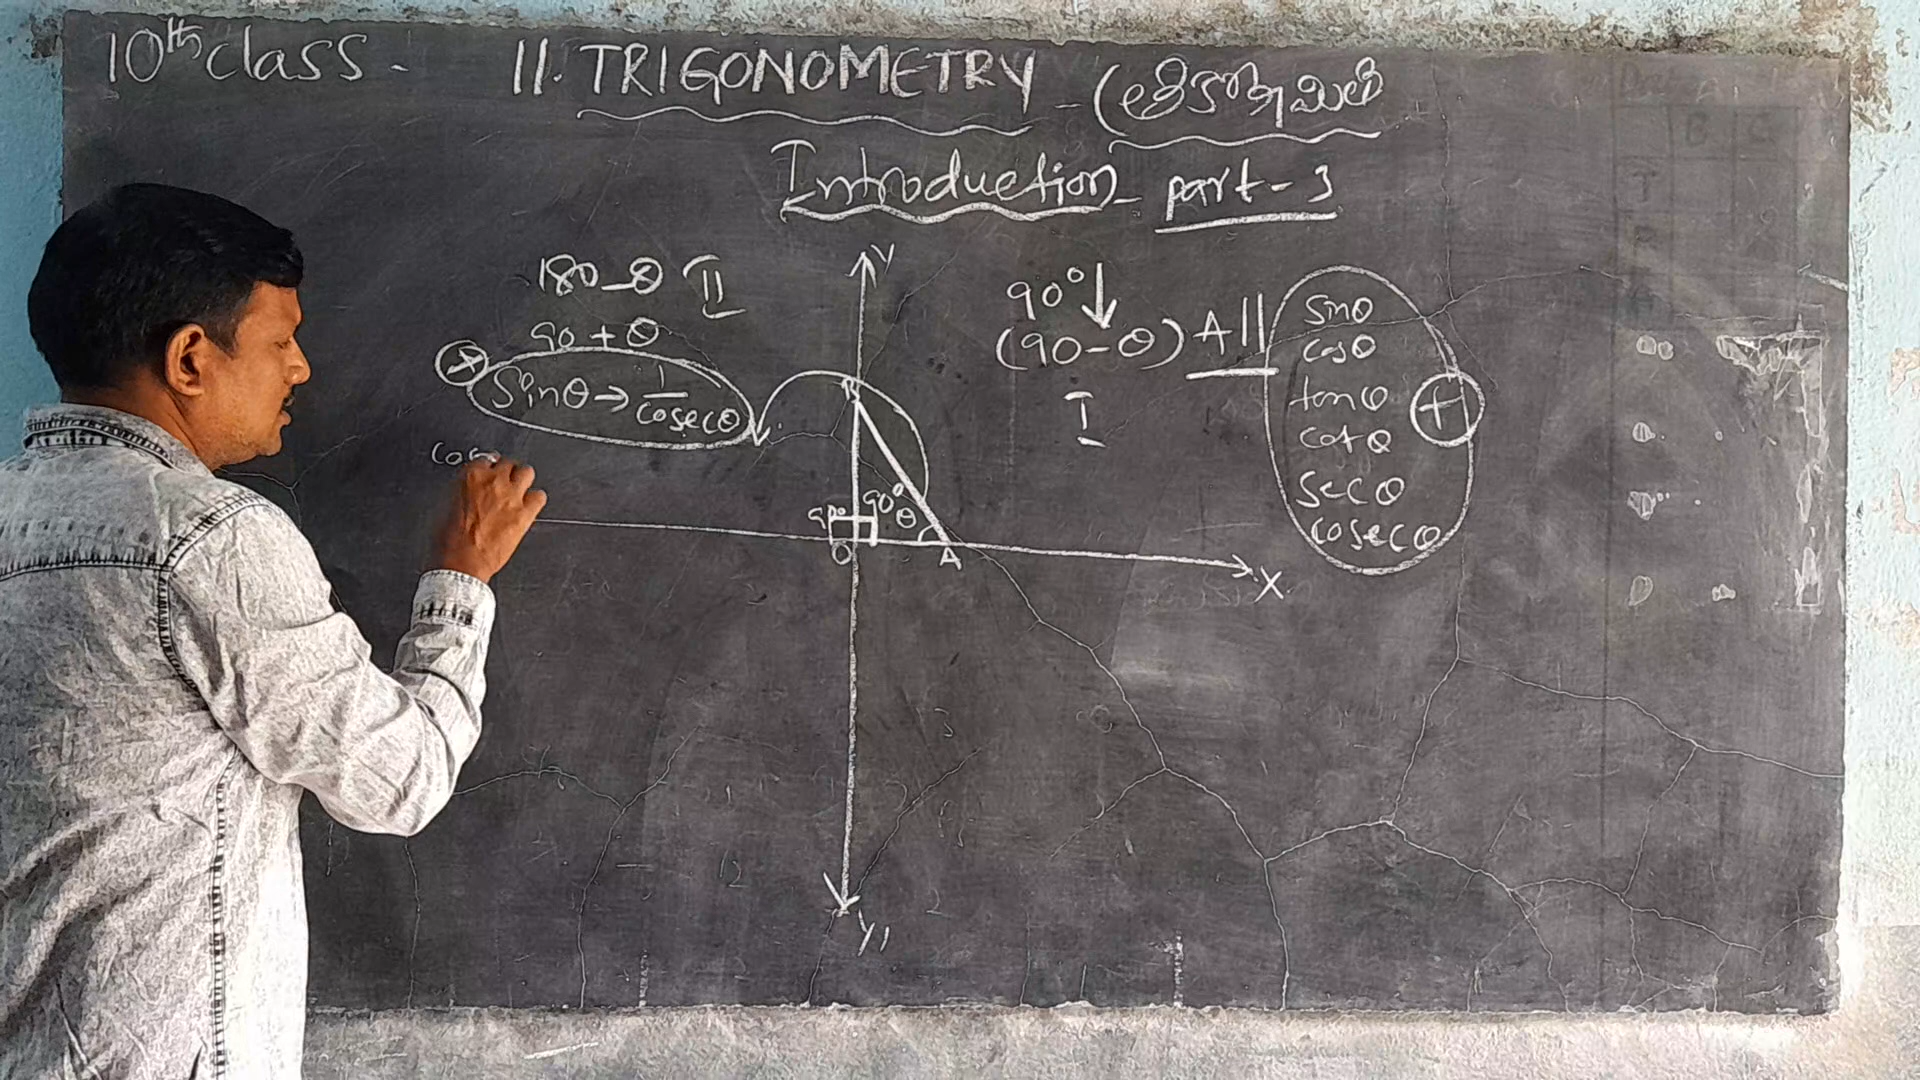 10th class.
11. TRIGONOMETRY - (త్రికోణమితి
Introduction - part - 3
180 - θ II
90 + θ
+ Sinθ → 1/cosecθ
cos
Y
B
90° 90° θ
O A
X
Y1
90° ↓
(90 - θ) All
I
sinθ
cosθ
tanθ +
cotθ
secθ
cosecθ